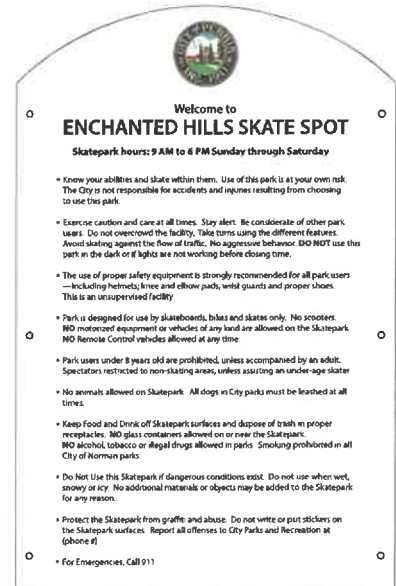 Welcome to
ENCHANTED HILLS SKATE SPOT
Skatepark hours: 9 AM to 6 PM Sunday through Saturday
• Know your abilities and skate within them. Use of this park is at your own risk.
The City is not responsible for accidents and injuries resulting from choosing
to use this park.
• Exercise caution and care at all times. Stay alert. Be considerate of other park
users. Do not overcrowd the facility, Take turns using the different features.
Avoid skating against the flow of traffic. No aggressive behavior. DO NOT use this
park in the dark or if lights are not working before closing time.
• The use of proper safety equipment is strongly recommended for all park users
—including helmets; knee and elbow pads, wrist guards and proper shoes.
This is an unsupervised facility
• Park is designed for use by skateboards, bikes and skates only. No scooters.
NO motorized equipment or vehicles of any kind are allowed on the Skatepark
NO Remote Control vehicles allowed at any time.
• Park users under 8 years old are prohibited, unless accompanied by an adult.
Spectators restricted to non-skating areas, unless assisting an under-age skater
• No animals allowed on Skatepark All dogs in City parks must be leashed at all
times.
• Keep Food and Drink off Skatepark surfaces and dispose of trash in proper
receptacles. NO glass containers allowed on or near the Skatepark.
NO alcohol, tobacco or illegal drugs allowed in parks Smoking prohibited in all
City of Norman parks.
• Do Not Use this Skatepark if dangerous conditions exist. Do not use when wet,
snowy or icy. No additional materials or objects may be added to the Skatepark
for any reason.
• Protect the Skatepark from graffiti and abuse. Do not write or put stickers on
the Skatepark surfaces. Report all offenses to City Parks and Recreation at
(phone #)
• For Emergencies, Call 911